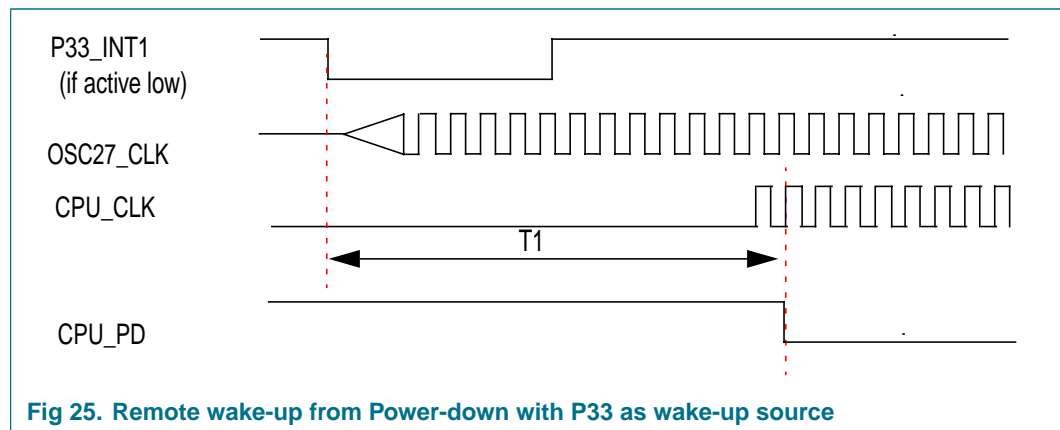 P33_INT1
(if active low)
OSC27_CLK
CPU_CLK
T1
CPU_PD
Fig 25. Remote wake-up from Power-down with P33 as wake-up source